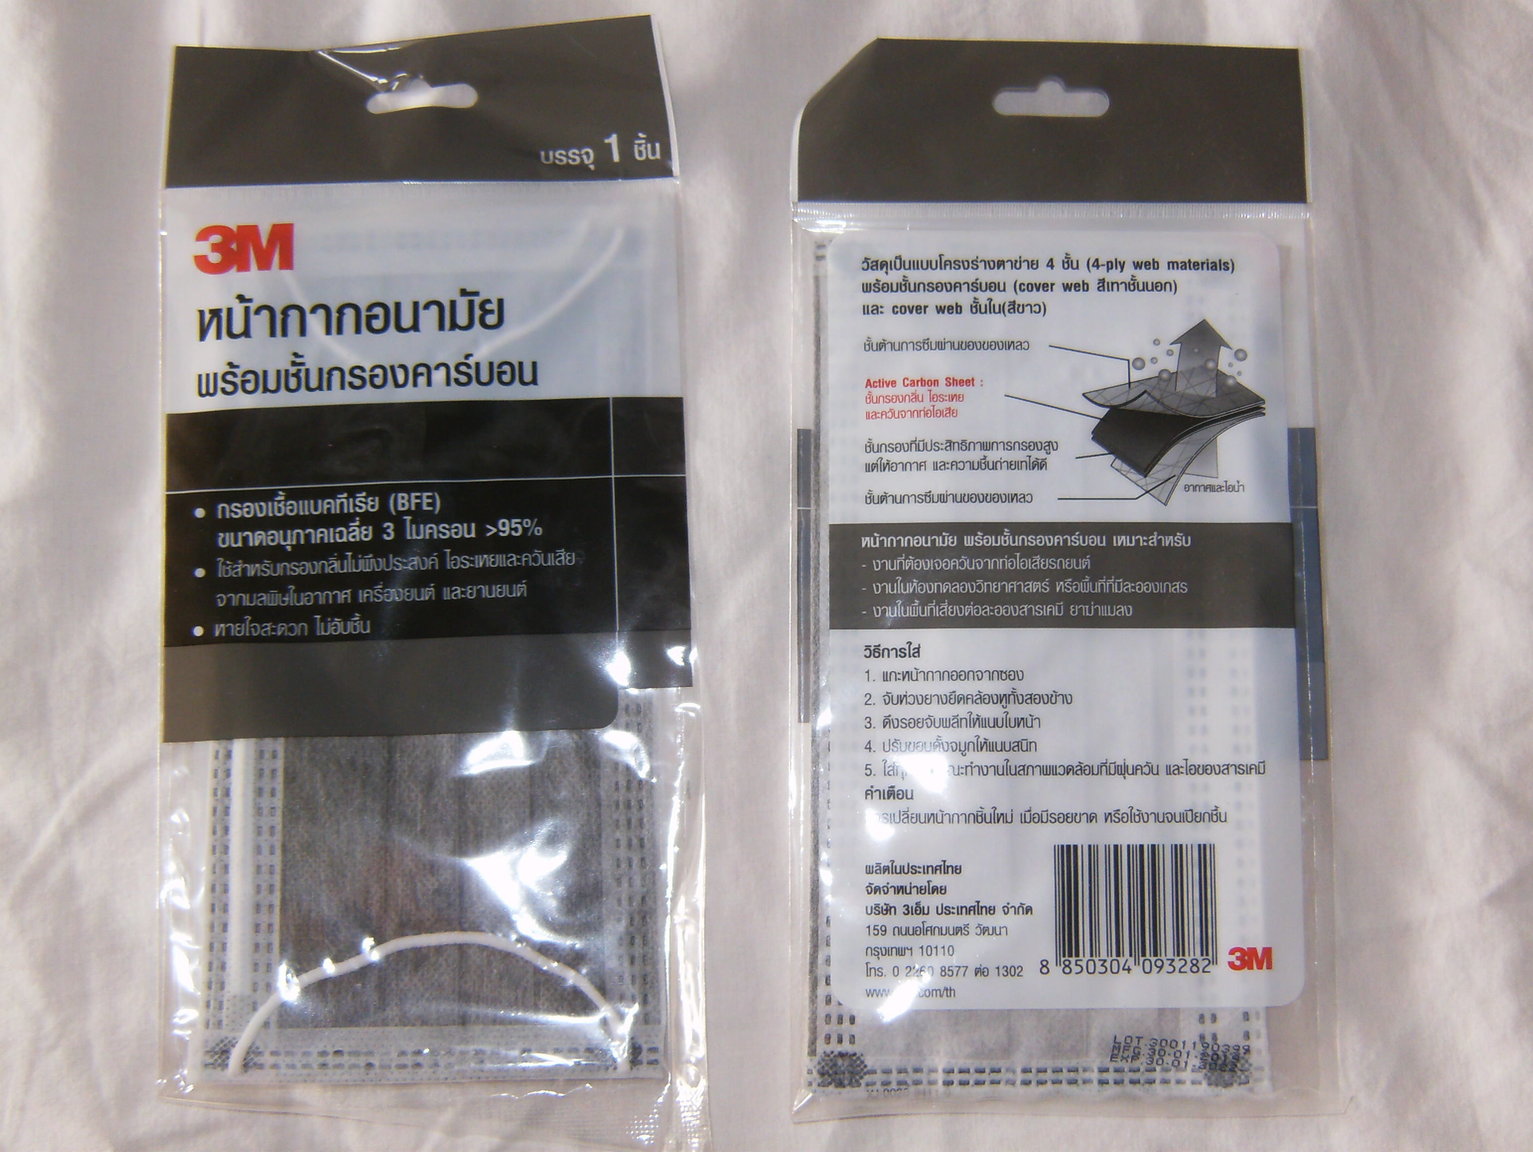 บรรจุ 1 ชิ้น
3M
หน้ากากอนามัย
พร้อมชั้นกรองคาร์บอน
• กรองเชื้อแบคทีเรีย (BFE)
ขนาดอนุภาคเฉลี่ย 3 ไมครอน >95%
• ใช้สำหรับกรองกลิ่นไม่พึงประสงค์ ไอระเหยและควันเสีย
จากมลพิษในอากาศ เครื่องยนต์ และยานยนต์
• หายใจสะดวก ไม่อับชื้น
วัสดุเป็นแบบโครงร่างตาข่าย 4 ชั้น (4-ply web materials)
พร้อมชั้นกรองคาร์บอน (cover web สีเทาชั้นนอก)
และ cover web ชั้นใน(สีขาว)
ชั้นต้านการซึมผ่านของของเหลว
Active Carbon Sheet :
ชั้นกรองกลิ่น ไอระเหย
และควันจากท่อไอเสีย
ชั้นกรองที่มีประสิทธิภาพการกรองสูง
แต่ให้อากาศ และความชื้นถ่ายเทได้ดี
ชั้นต้านการซึมผ่านของของเหลว
อากาศและไอน้ำ
หน้ากากอนามัย พร้อมชั้นกรองคาร์บอน เหมาะสำหรับ
- งานที่ต้องเจอควันจากท่อไอเสียรถยนต์
- งานในห้องทดลองวิทยาศาสตร์ หรือพื้นที่ที่มีละอองเกสร
- งานในพื้นที่เสี่ยงต่อละอองสารเคมี ยาฆ่าแมลง
วิธีการใส่
1. แกะหน้ากากออกจากซอง
2. จับห่วงยางยืดคล้องหูทั้งสองข้าง
3. ดึงรอยจับพลีทให้แนบใบหน้า
4. ปรับขอบดั้งจมูกให้แนบสนิท
5. ทำงานในสภาพแวดล้อมที่มีฝุ่นควัน และไอของสารเคมี
คำเตือน
เปลี่ยนหน้ากากชิ้นใหม่ เมื่อมีรอยขาด หรือใช้งานจนเปียกชื้น
ผลิตในประเทศไทย
จัดจำหน่ายโดย
บริษัท 3เอ็ม ประเทศไทย จำกัด
159 ถนนอโศกมนตรี วัฒนา
กรุงเทพฯ 10110
โทร. 0 2260 8577 ต่อ 1302
8 850304 093282
3M